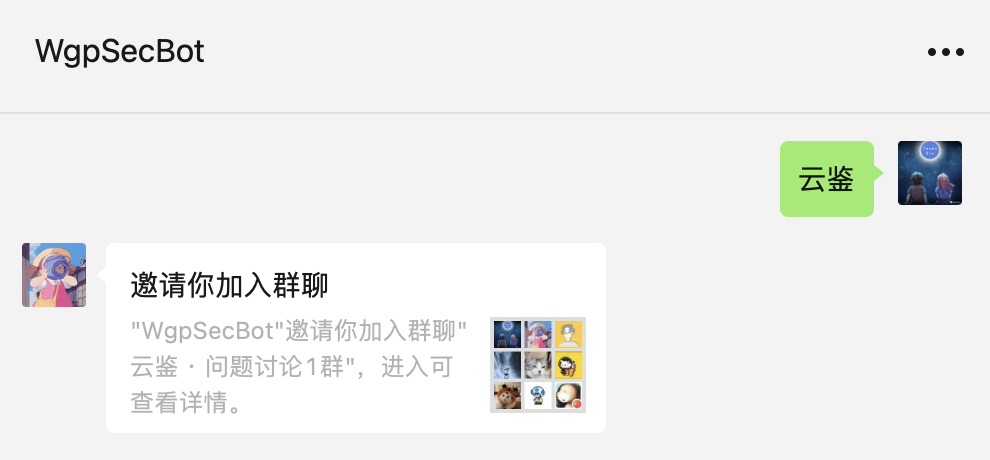 WgpSecBot
云鉴
邀请你加入群聊
"WgpSecBot"邀请你加入群聊"
云鉴 · 问题讨论1群"，进入可
查看详情。